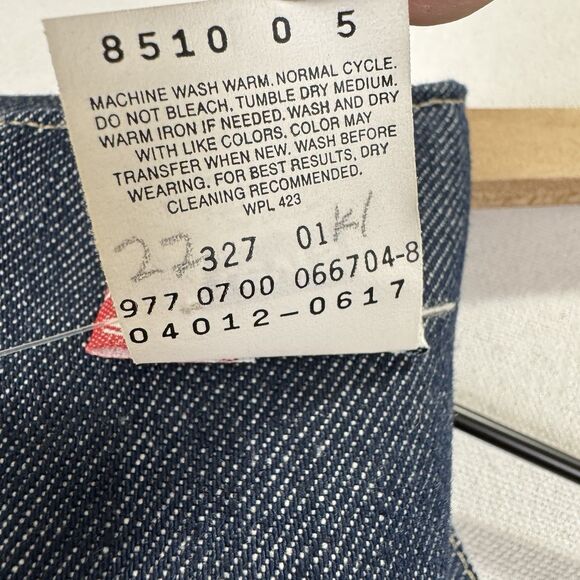 8510 0 5
MACHINE WASH WARM. NORMAL CYCLE.
DO NOT BLEACH. TUMBLE DRY MEDIUM.
WARM IRON IF NEEDED. WASH AND DRY
WITH LIKE COLORS. COLOR MAY
TRANSFER WHEN NEW. WASH BEFORE
WEARING. FOR BEST RESULTS, DRY
CLEANING RECOMMENDED.
WPL 423
27 327 01
977 0700 066704-8
04012-0617